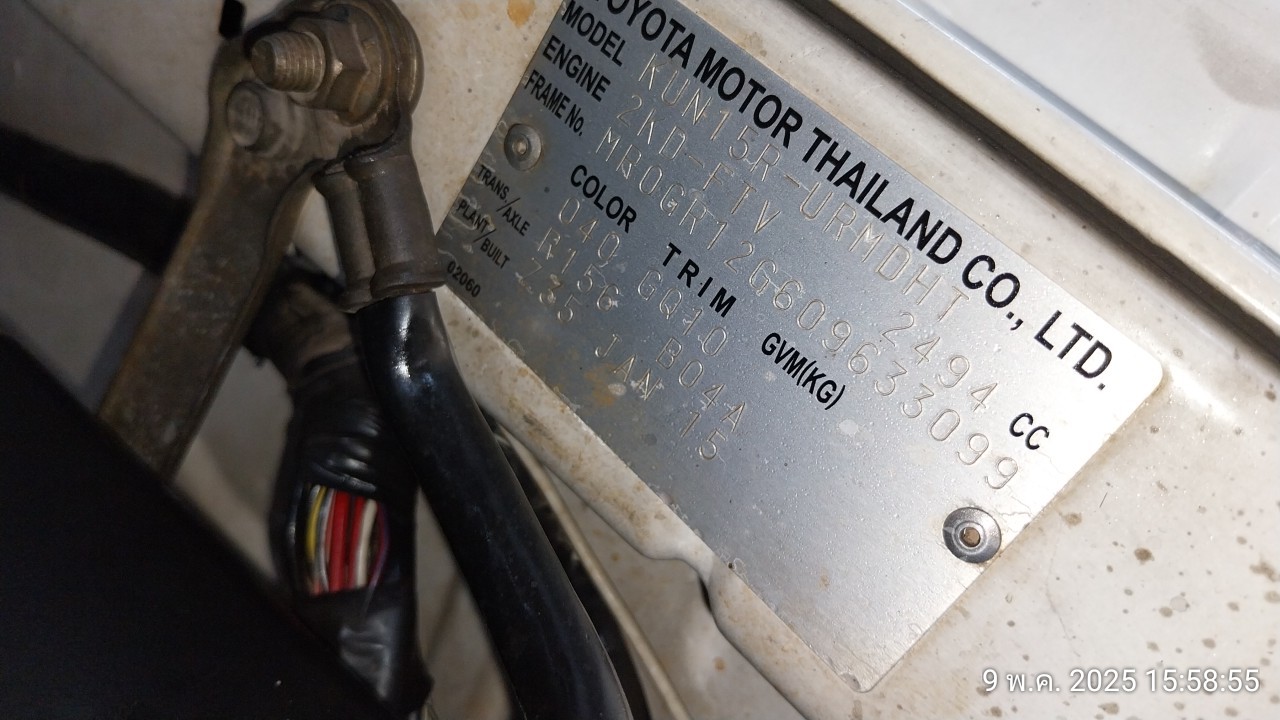 TOYOTA MOTOR THAILAND CO., LTD.
MODEL KUN15R-URMDHT
ENGINE 2KD-FTV 2494 CC
FRAME No. MR0GR12G609633099
COLOR TRIM GVM(KG)
040 GQ10
TRANS/AXLE R156 B04A
PLANT/BUILT Z35 JAN 15
02060
9 พ.ค. 2025 15:58:55